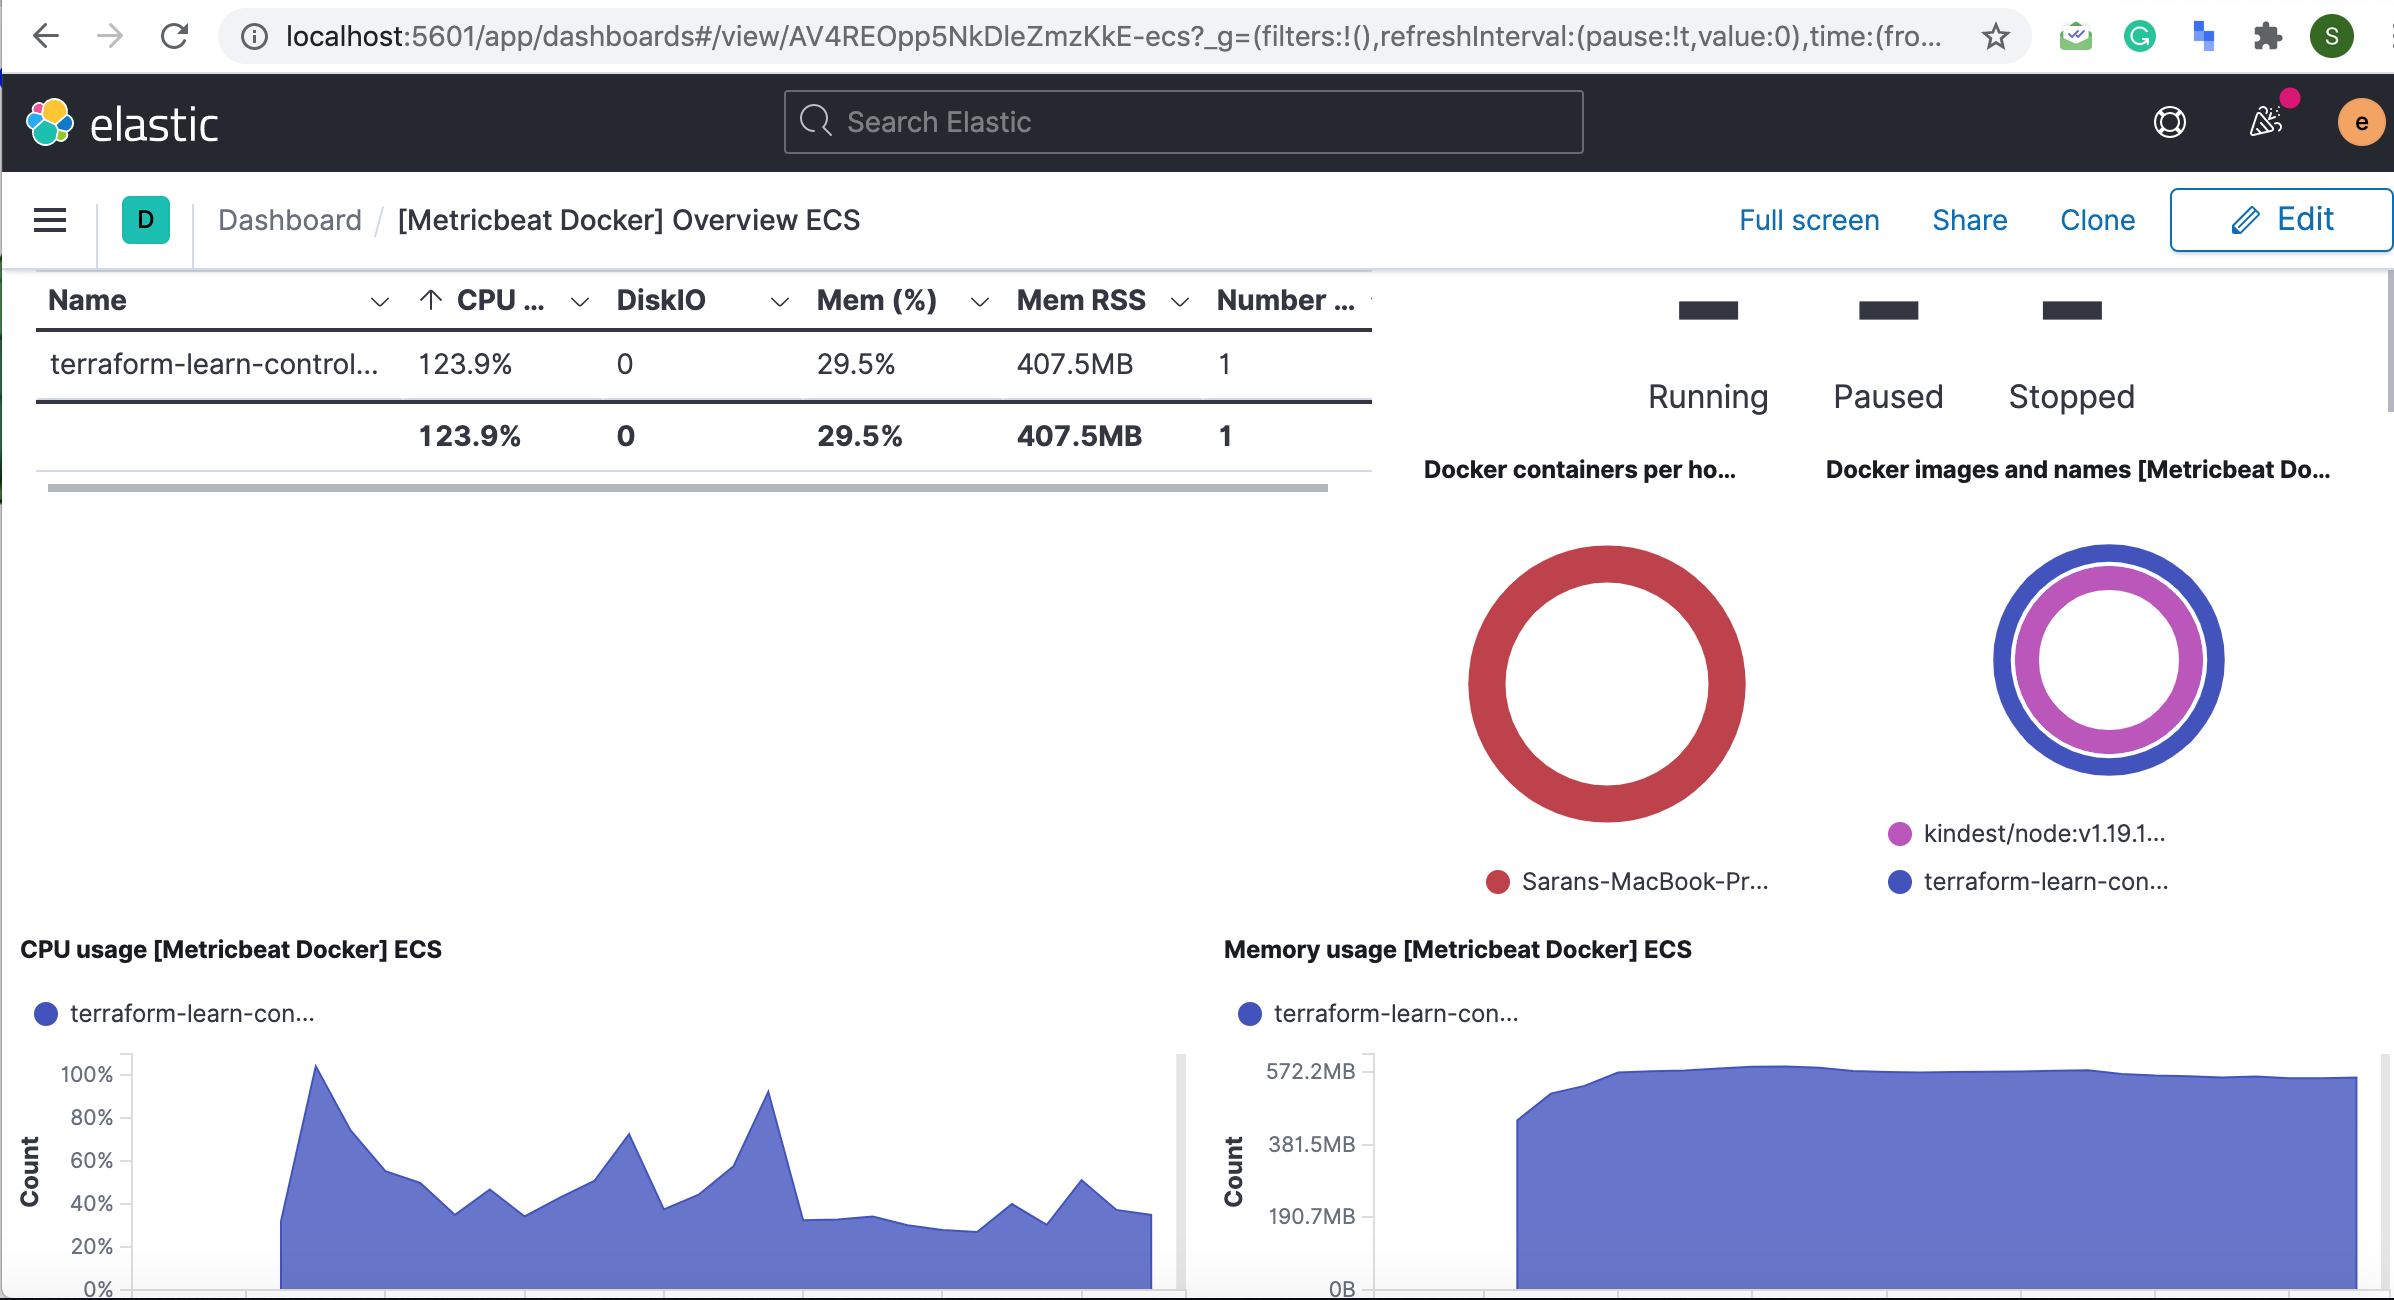 localhost:5601/app/dashboards#/view/AV4REOpp5NkDleZmzKkE-ecs?_g=(filters:!(),refreshInterval:(pause:!t,value:0),time:(fro...
G
S
elastic
Search Elastic
e
D
Dashboard / [Metricbeat Docker] Overview ECS
Full screen
Share
Clone
Edit
Name CPU ... DiskIO Mem (%) Mem RSS Number ...
terraform-learn-control... 123.9% 0 29.5% 407.5MB 1
123.9% 0 29.5% 407.5MB 1
Running
Paused
Stopped
Docker containers per ho...
Sarans-MacBook-Pr...
Docker images and names [Metricbeat Do...
kindest/node:v1.19.1...
terraform-learn-con...
CPU usage [Metricbeat Docker] ECS
terraform-learn-con...
Count
100%
80%
60%
40%
20%
0%
Memory usage [Metricbeat Docker] ECS
terraform-learn-con...
Count
572.2MB
381.5MB
190.7MB
0B